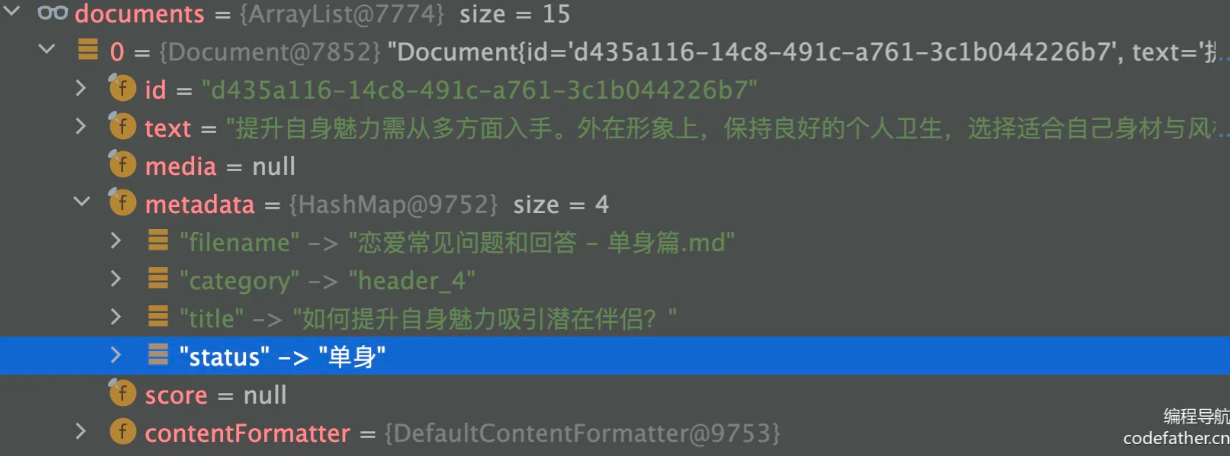 documents = {ArrayList@7774} size = 15
0 = {Document@7852} "Document{id='d435a116-14c8-491c-a761-3c1b044226b7', text='...
id = "d435a116-14c8-491c-a761-3c1b044226b7"
text = "提升自身魅力需从多方面入手。外在形象上，保持良好的个人卫生，选择适合自己身材与风...
media = null
metadata = {HashMap@9752} size = 4
"filename" -> "恋爱常见问题和回答 - 单身篇.md"
"category" -> "header_4"
"title" -> "如何提升自身魅力吸引潜在伴侣？"
"status" -> "单身"
score = null
contentFormatter = {DefaultContentFormatter@9753}
编程导航
codefather.cn